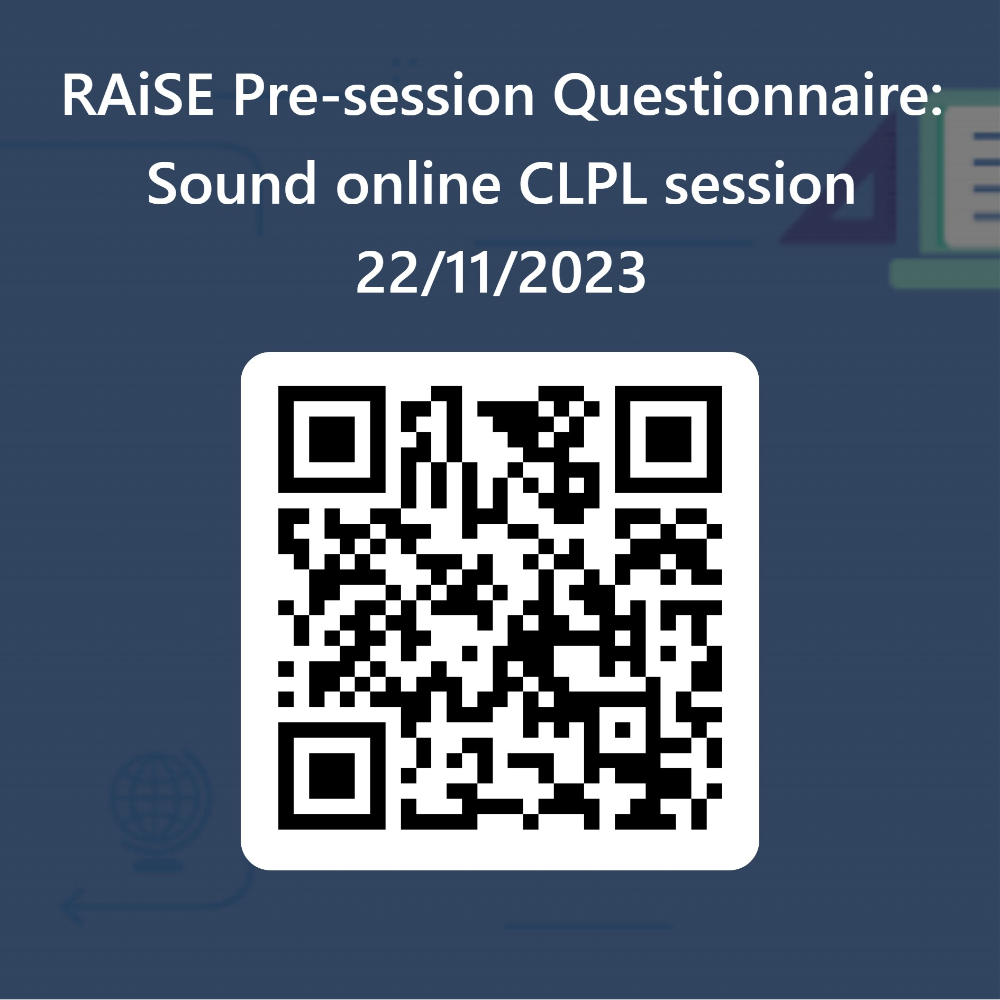 RAiSE Pre-session Questionnaire:
Sound online CLPL session
22/11/2023